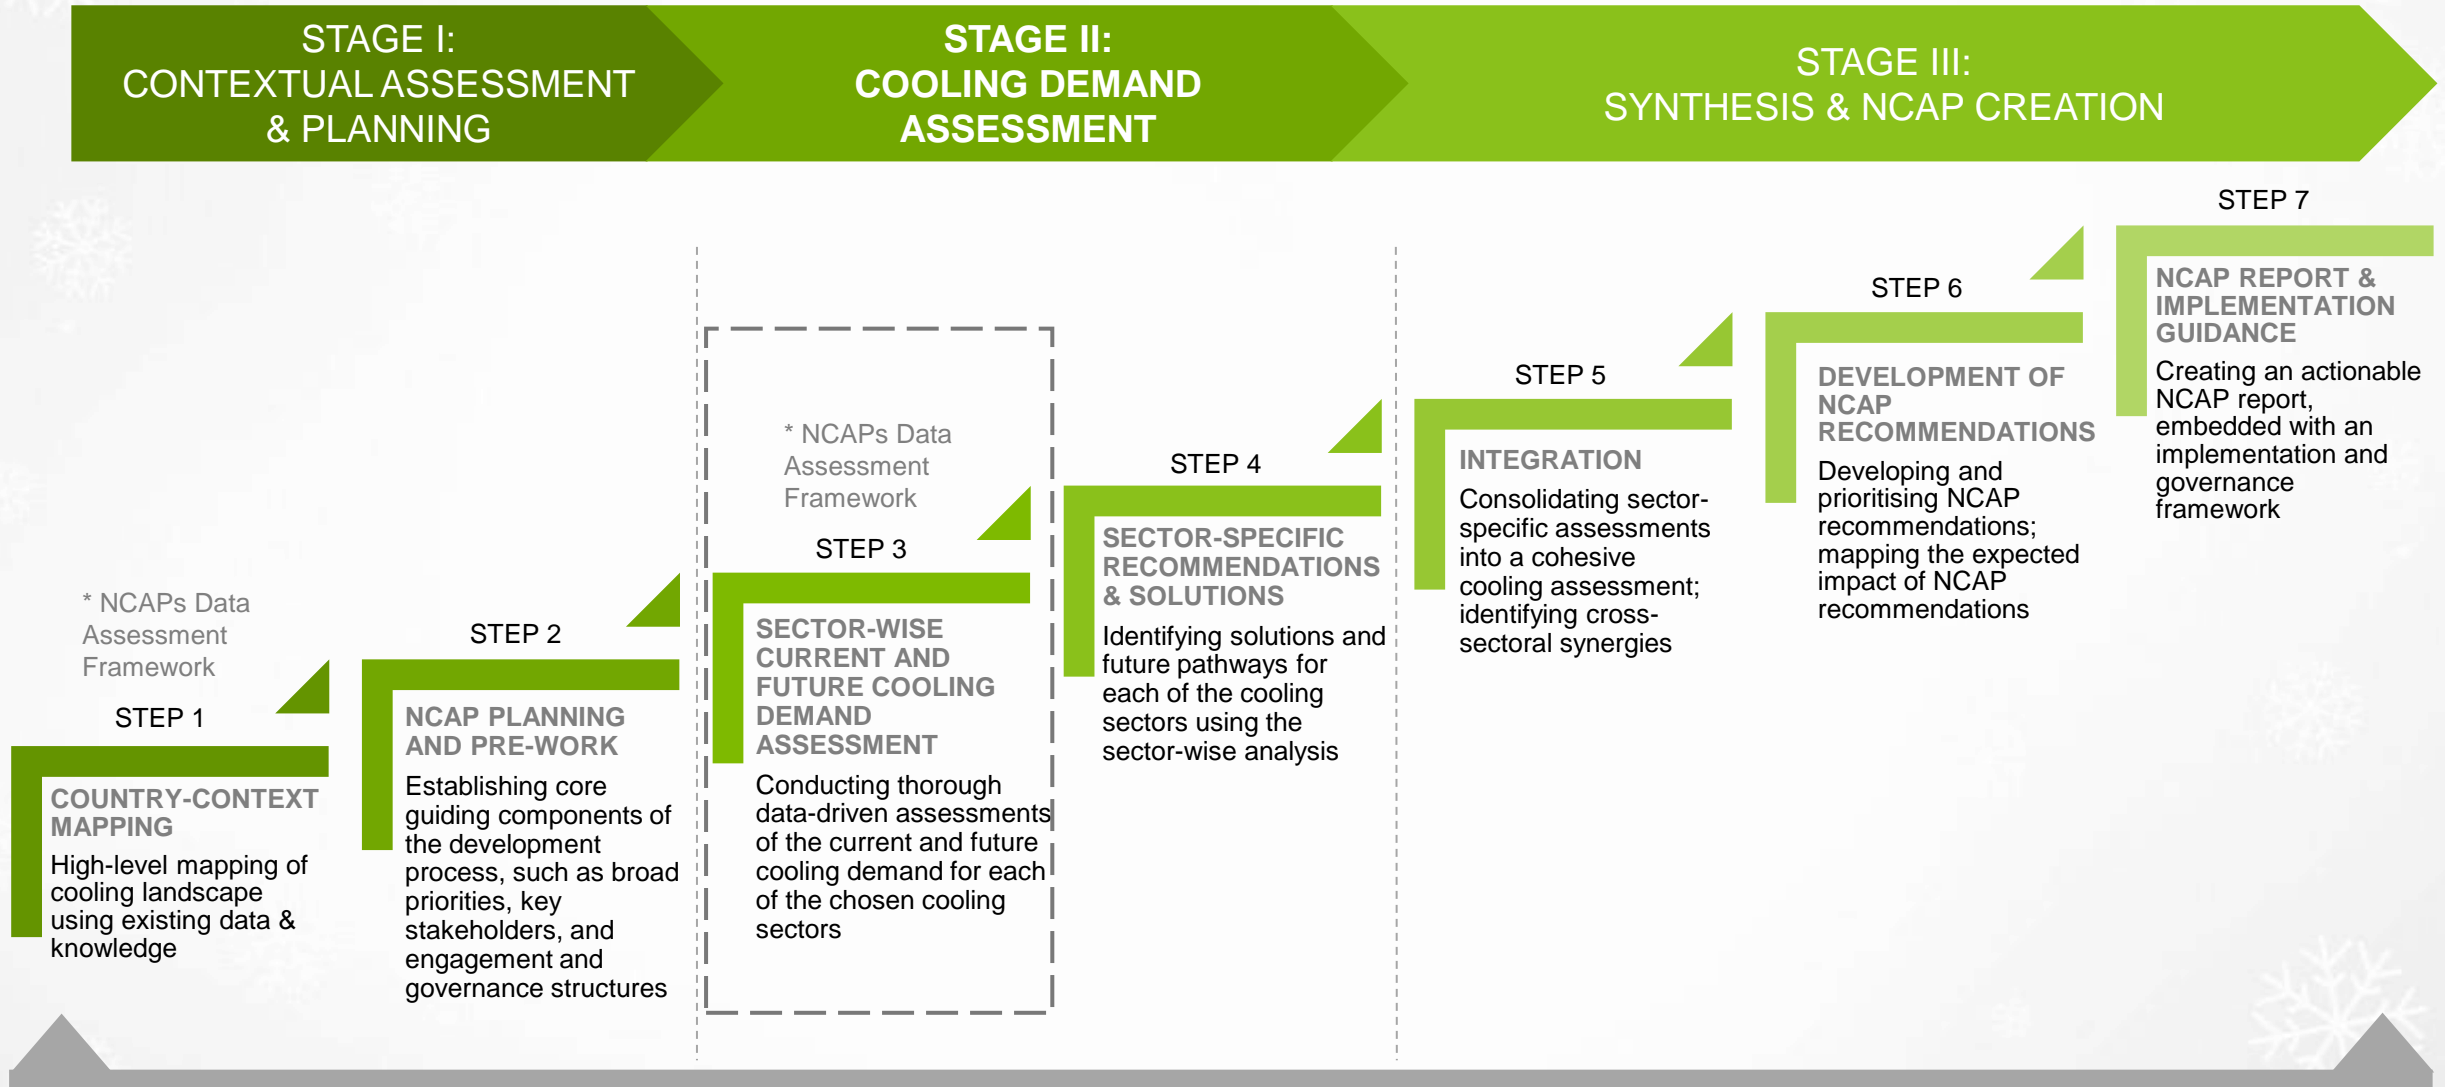 STAGE I:
CONTEXTUAL ASSESSMENT
& PLANNING
STAGE II:
COOLING DEMAND
ASSESSMENT
STAGE III:
SYNTHESIS & NCAP CREATION
* NCAPs Data
Assessment
Framework
STEP 1
COUNTRY-CONTEXT
MAPPING
High-level mapping of
cooling landscape
using existing data &
knowledge
STEP 2
NCAP PLANNING
AND PRE-WORK
Establishing core
guiding components of
the development
process, such as broad
priorities, key
stakeholders, and
engagement and
governance structures
* NCAPs Data
Assessment
Framework
STEP 3
SECTOR-WISE
CURRENT AND
FUTURE COOLING
DEMAND
ASSESSMENT
Conducting thorough
data-driven assessments
of the current and future
cooling demand for each
of the chosen cooling
sectors
STEP 4
SECTOR-SPECIFIC
RECOMMENDATIONS
& SOLUTIONS
Identifying solutions and
future pathways for
each of the cooling
sectors using the
sector-wise analysis
STEP 5
INTEGRATION
Consolidating sector-
specific assessments
into a cohesive
cooling assessment;
identifying cross-
sectoral synergies
STEP 6
DEVELOPMENT OF
NCAP
RECOMMENDATIONS
Developing and
prioritising NCAP
recommendations;
mapping the expected
impact of NCAP
recommendations
STEP 7
NCAP REPORT &
IMPLEMENTATION
GUIDANCE
Creating an actionable
NCAP report,
embedded with an
implementation and
governance
framework